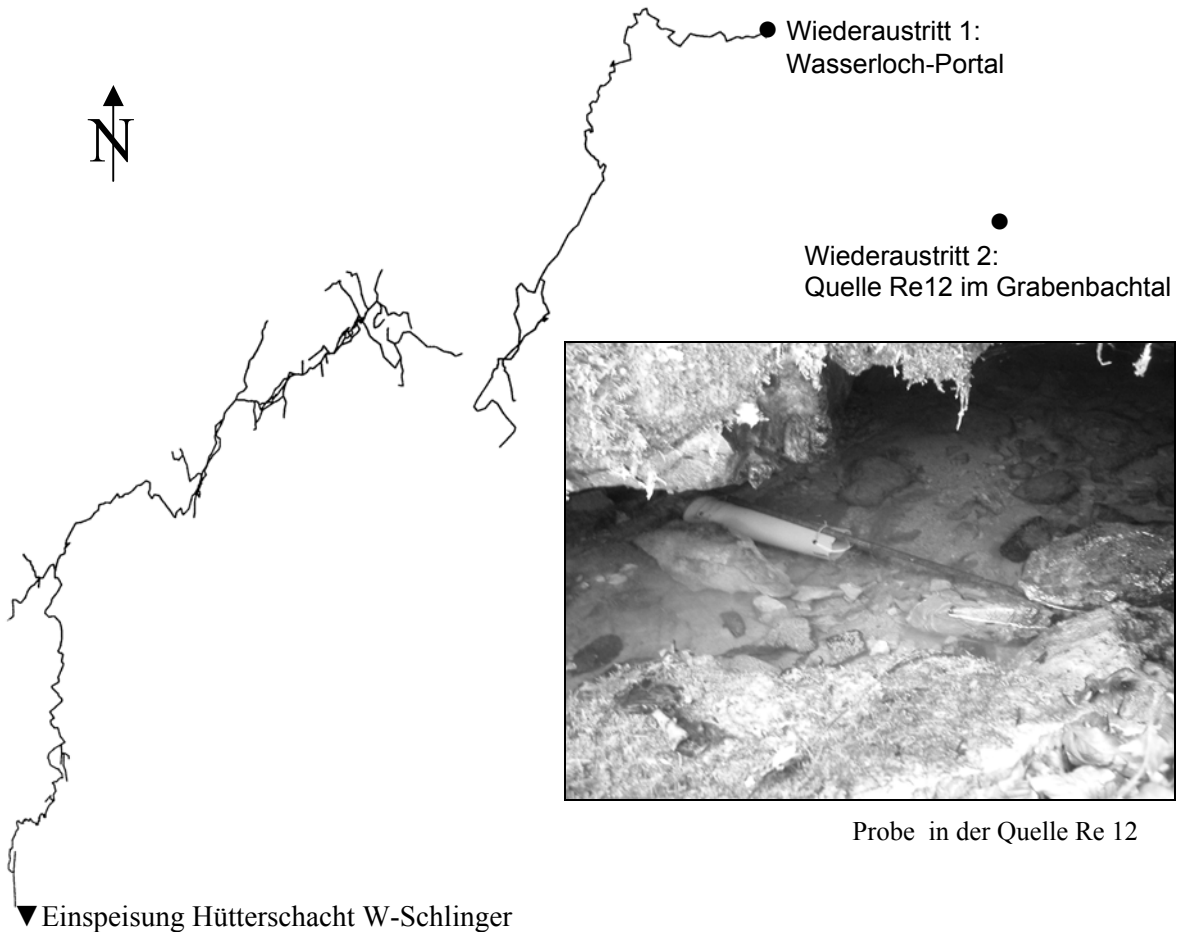 Wiederaustritt 1:
Wasserloch-Portal
N
Wiederaustritt 2:
Quelle Re12 im Grabenbachtal
Probe in der Quelle Re 12
Einspeisung Hütterschacht W-Schlinger